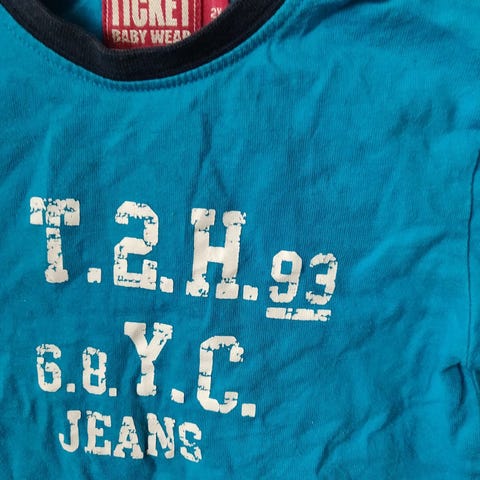 TICKET
BABY WEAR
T.2.H.93
6.8.Y.C.
JEANS